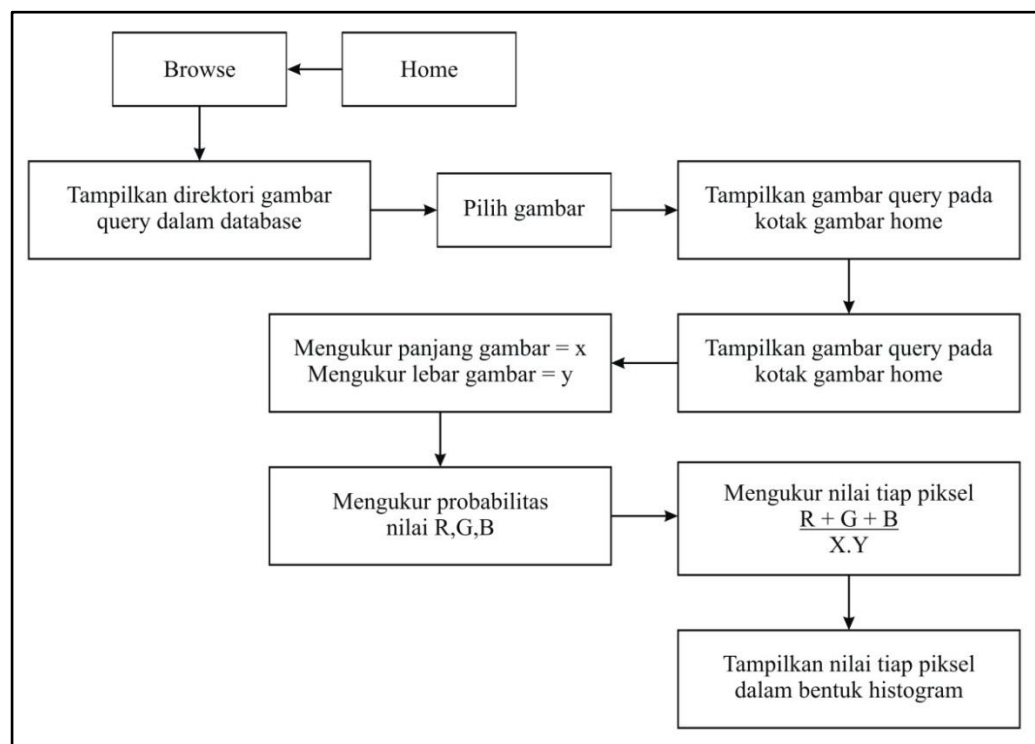 Home
Browse
Tampilkan direktori gambar
query dalam database
Pilih gambar
Tampilkan gambar query pada
kotak gambar home
Tampilkan gambar query pada
kotak gambar home
Mengukur panjang gambar = x
Mengukur lebar gambar = y
Mengukur probabilitas
nilai R,G,B
Mengukur nilai tiap piksel
R + G + B
X.Y
Tampilkan nilai tiap piksel
dalam bentuk histogram